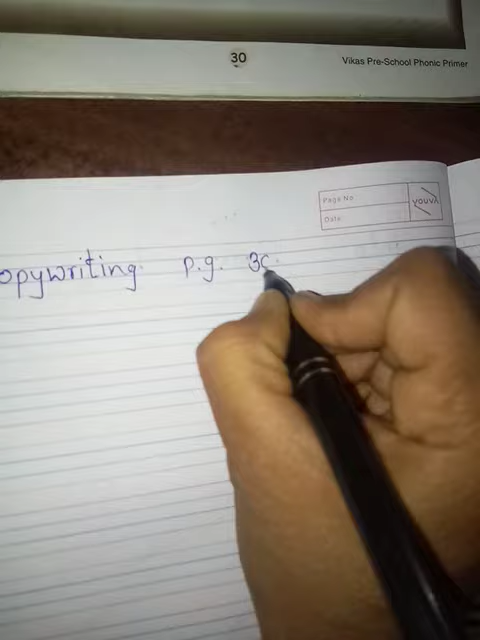 30 Vikas Pre-School Phonic Primer
Page No
YOUVA
Date
opywriting p.g. 30